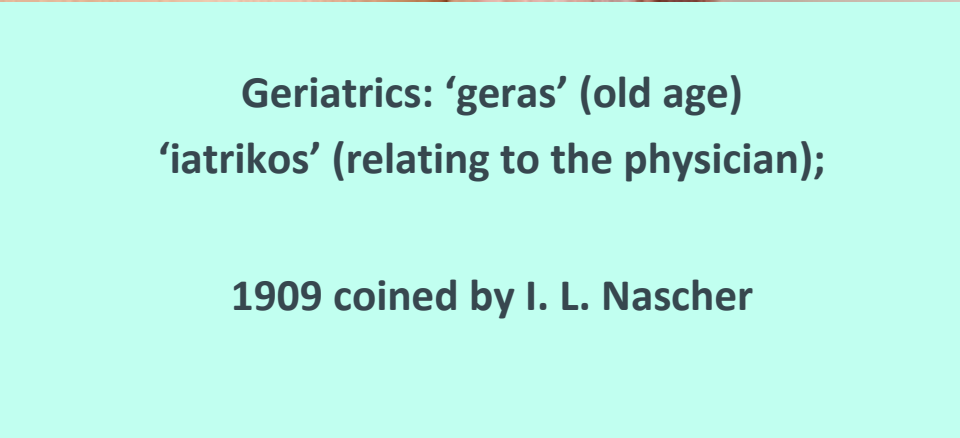 Geriatrics: ‘geras’ (old age)
‘iatrikos’ (relating to the physician);
1909 coined by I. L. Nascher